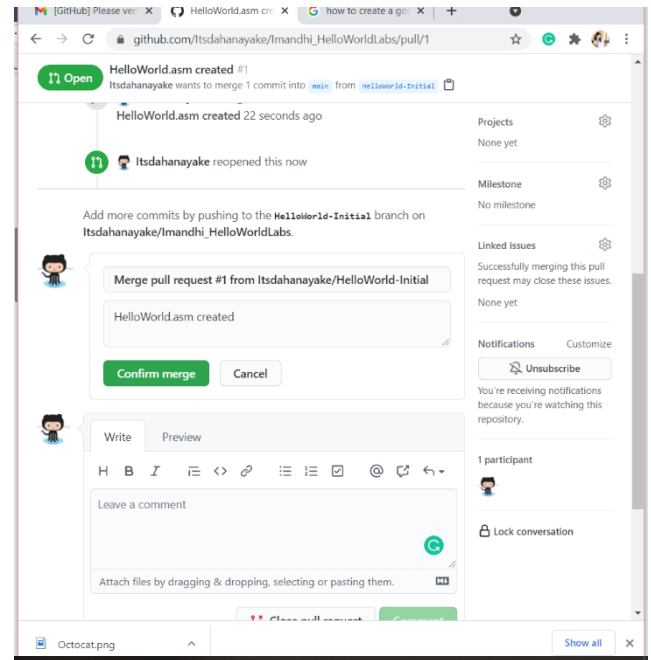 [GitHub] Please veri
HelloWorld.asm cre
how to create a goo
github.com/Itsdahanayake/Imandhi_HelloWorldLabs/pull/1
Open
HelloWorld.asm created #1
Itsdahanayake wants to merge 1 commit into main from HelloWorld-Initial
HelloWorld.asm created 22 seconds ago
Itsdahanayake reopened this now
Add more commits by pushing to the HelloWorld-Initial branch on
Itsdahanayake/Imandhi_HelloWorldLabs.
Merge pull request #1 from Itsdahanayake/HelloWorld-Initial
HelloWorld.asm created
Confirm merge Cancel
Write Preview
H B I
Leave a comment
Attach files by dragging & dropping, selecting or pasting them.
Close pull request Comment
Projects
None yet
Milestone
No milestone
Linked issues
Successfully merging this pull
request may close these issues.
None yet
Notifications Customize
Unsubscribe
You're receiving notifications
because you're watching this
repository.
1 participant
Lock conversation
Octocat.png
Show all